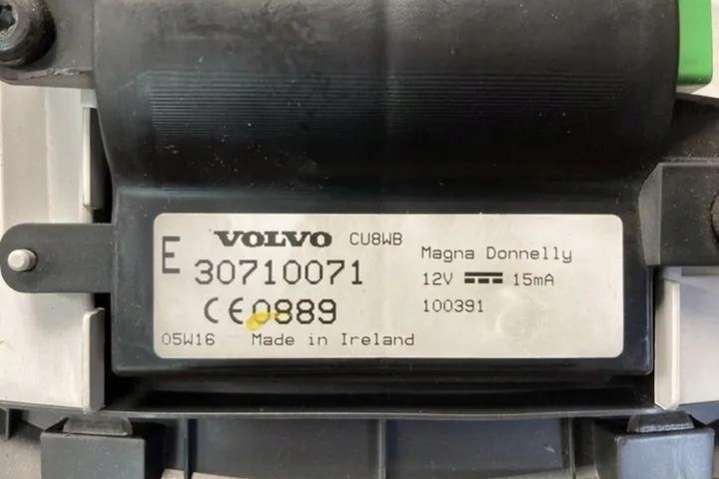 E VOLVO CU8WB
30710071
CE0889
05W16 Made in Ireland
Magna Donnelly
12V 15mA
100391